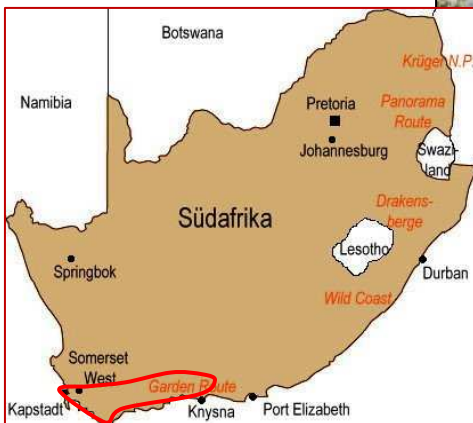 Botswana
Krüger N.P.
Namibia
Pretoria
Panorama
Route
Johannesburg
Swazi-
land
Südafrika
Drakens-
berge
Lesotho
Springbok
Durban
Wild Coast
Somerset
West
Garden Route
Kapstadt
Knysna
Port Elizabeth